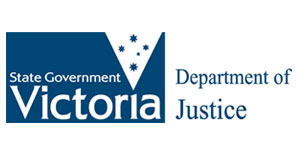 State Government
Victoria
Department of
Justice